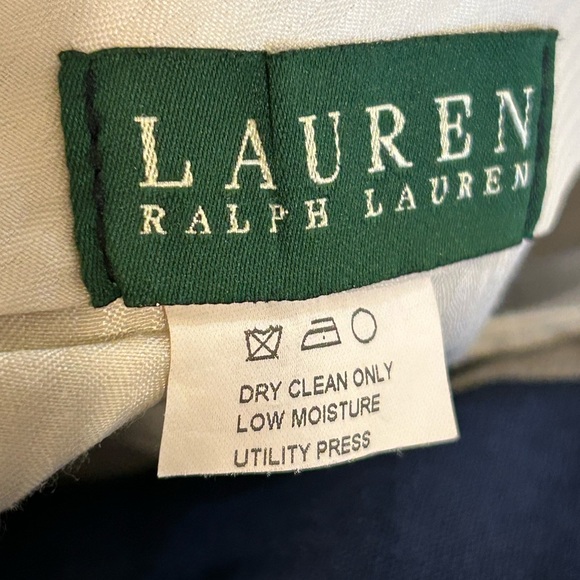 LAUREN
RALPH LAUREN
DRY CLEAN ONLY
LOW MOISTURE
UTILITY PRESS